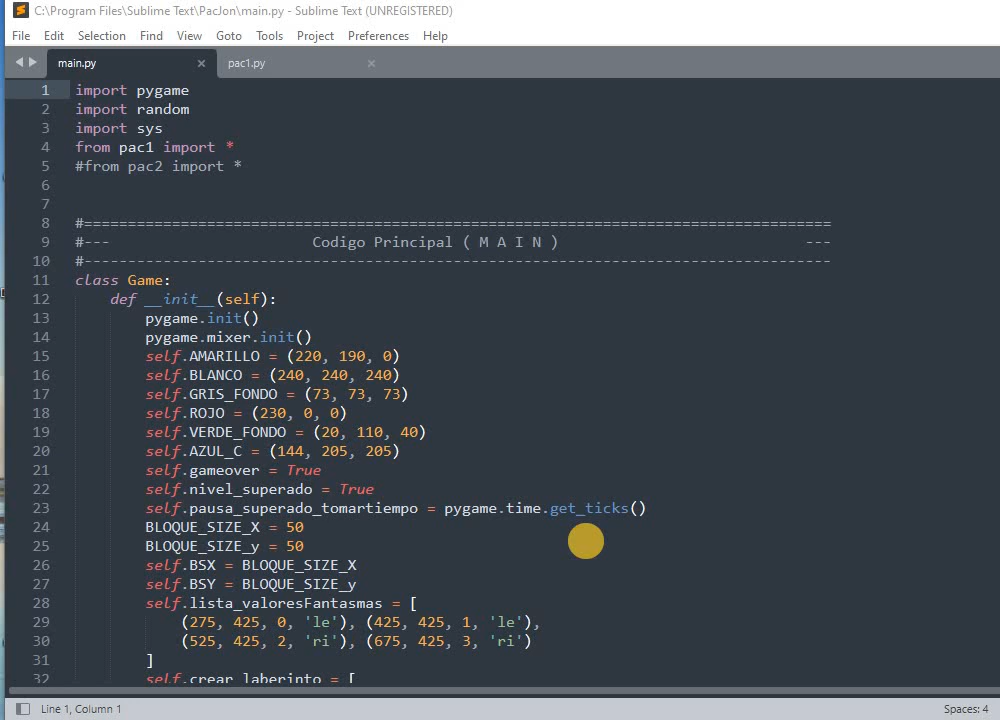 C:\Program Files\Sublime Text\PacJon\main.py - Sublime Text (UNREGISTERED)
File Edit Selection Find View Goto Tools Project Preferences Help
main.py × pac1.py ×
1 import pygame
2 import random
3 import sys
4 from pac1 import *
5 #from pac2 import *
6
7
8 #=====================================================================================
9 #--- Codigo Principal ( M A I N ) ---
10 #-------------------------------------------------------------------------------------
11 class Game:
12 def __init__(self):
13 pygame.init()
14 pygame.mixer.init()
15 self.AMARILLO = (220, 190, 0)
16 self.BLANCO = (240, 240, 240)
17 self.GRIS_FONDO = (73, 73, 73)
18 self.ROJO = (230, 0, 0)
19 self.VERDE_FONDO = (20, 110, 40)
20 self.AZUL_C = (144, 205, 205)
21 self.gameover = True
22 self.nivel_superado = True
23 self.pausa_superado_tomartiempo = pygame.time.get_ticks()
24 BLOQUE_SIZE_X = 50
25 BLOQUE_SIZE_y = 50
26 self.BSX = BLOQUE_SIZE_X
27 self.BSY = BLOQUE_SIZE_y
28 self.lista_valoresFantasmas = [
29 (275, 425, 0, 'le'), (425, 425, 1, 'le'),
30 (525, 425, 2, 'ri'), (675, 425, 3, 'ri')
31 ]
32 self.crear_laberinto = [
Line 1, Column 1 Spaces: 4